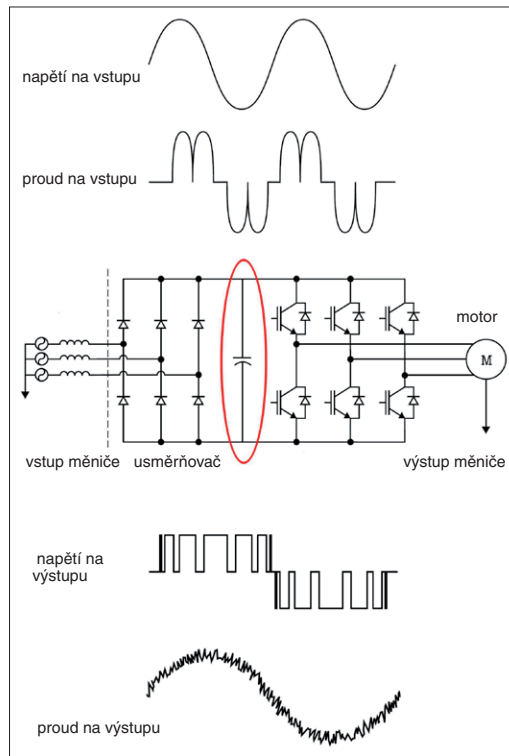 napětí na vstupu
proud na vstupu
motor
M
vstup měniče
usměrňovač
výstup měniče
napětí na
výstupu
proud na výstupu